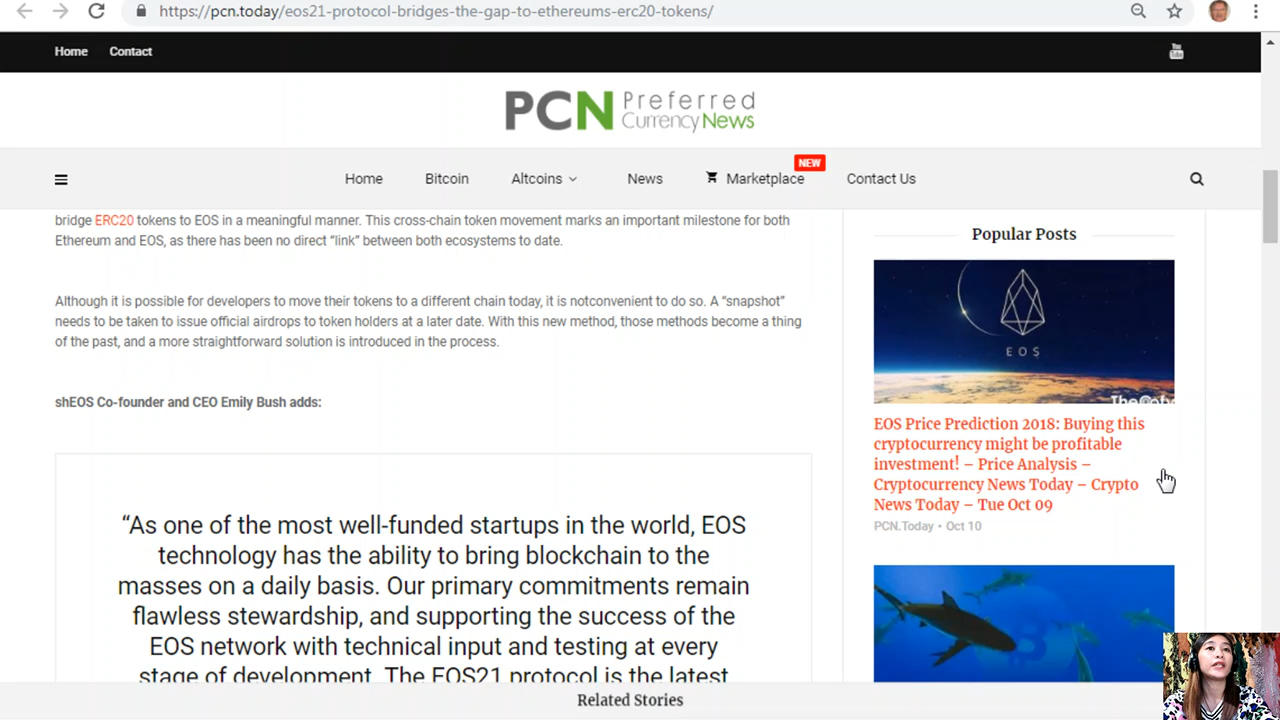 https://pcn.today/eos21-protocol-bridges-the-gap-to-ethereums-erc20-tokens/
Home Contact
You Tube
PCN Preferred Currency News
NEW
Home Bitcoin Altcoins News Marketplace Contact Us
bridge ERC20 tokens to EOS in a meaningful manner. This cross-chain token movement marks an important milestone for both
Ethereum and EOS, as there has been no direct “link” between both ecosystems to date.
Although it is possible for developers to move their tokens to a different chain today, it is notconvenient to do so. A “snapshot”
needs to be taken to issue official airdrops to token holders at a later date. With this new method, those methods become a thing
of the past, and a more straightforward solution is introduced in the process.
shEOS Co-founder and CEO Emily Bush adds:
“As one of the most well-funded startups in the world, EOS
technology has the ability to bring blockchain to the
masses on a daily basis. Our primary commitments remain
flawless stewardship, and supporting the success of the
EOS network with technical input and testing at every
stage of development. The EOS21 protocol is the latest
Popular Posts
EOS
EOS Price Prediction 2018: Buying this
cryptocurrency might be profitable
investment! – Price Analysis –
Cryptocurrency News Today – Crypto
News Today – Tue Oct 09
PCN.Today • Oct 10
Related Stories